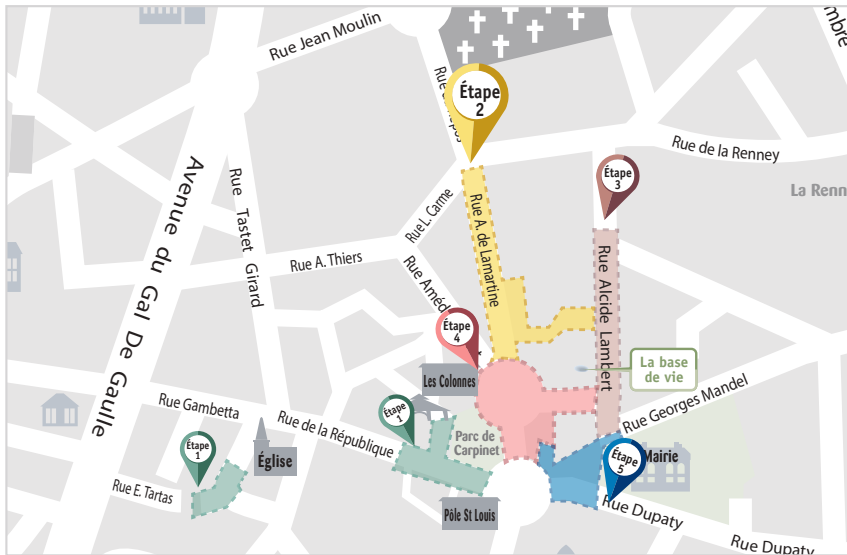 Rue Jean Moulin
Étape
2
Rue de la Renney
Étape
3
La Renn
Avenue du Gal De Gaulle
Rue Tastet Girard
Rue L. Carme
Rue A. de Lamartine
Rue A. Thiers
Rue Améd
Rue Alcide Lambert
Étape
4
La base
de vie
Les Colonnes
Rue Gambetta
Rue de la République
Étape
1
Rue Georges Mandel
Parc de
Carpinet
Étape
1
Église
Étape
5
Mairie
Rue E. Tartas
Pôle St Louis
Rue Dupaty
Rue Dupaty